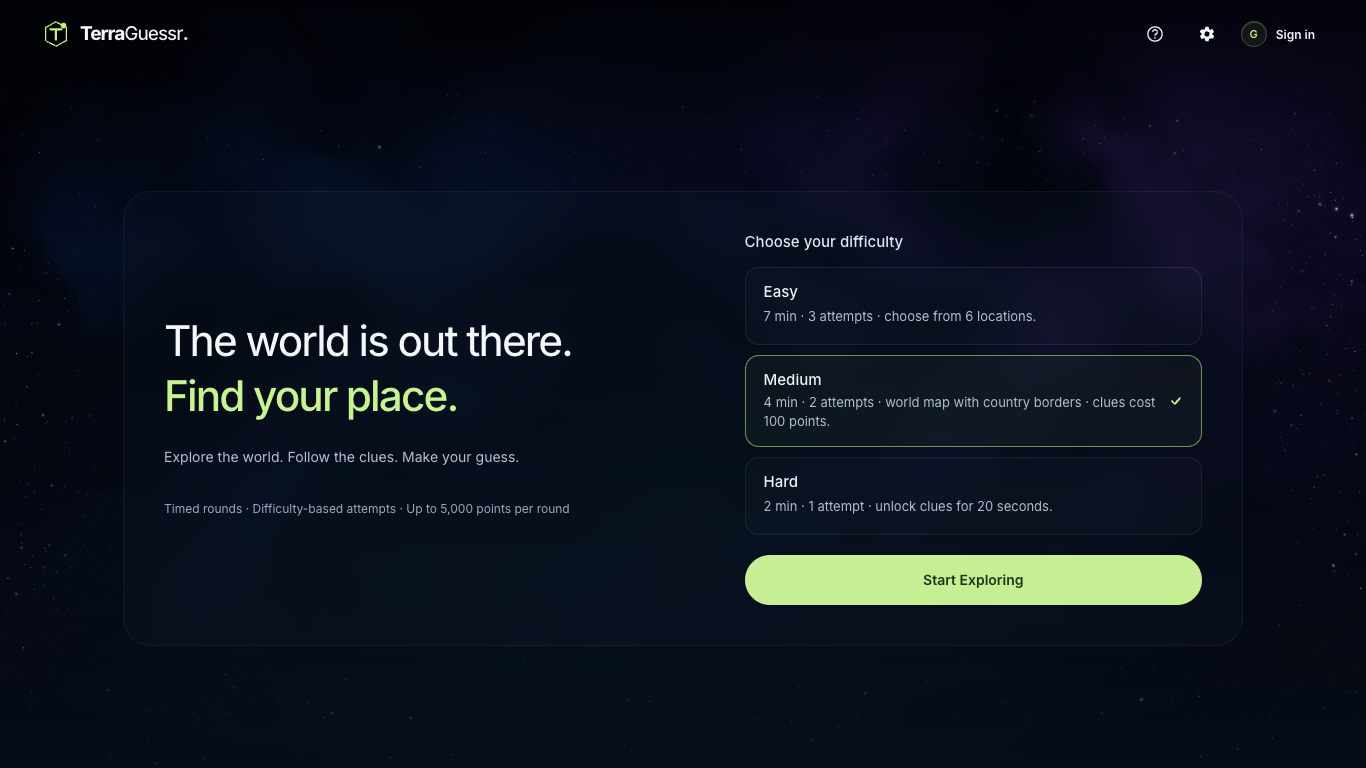 TerraGuessr.
G Sign in
The world is out there.
Find your place.
Explore the world. Follow the clues. Make your guess.
Timed rounds · Difficulty-based attempts · Up to 5,000 points per round
Choose your difficulty
Easy
7 min · 3 attempts · choose from 6 locations.
Medium
4 min · 2 attempts · world map with country borders · clues cost
100 points.
Hard
2 min · 1 attempt · unlock clues for 20 seconds.
Start Exploring